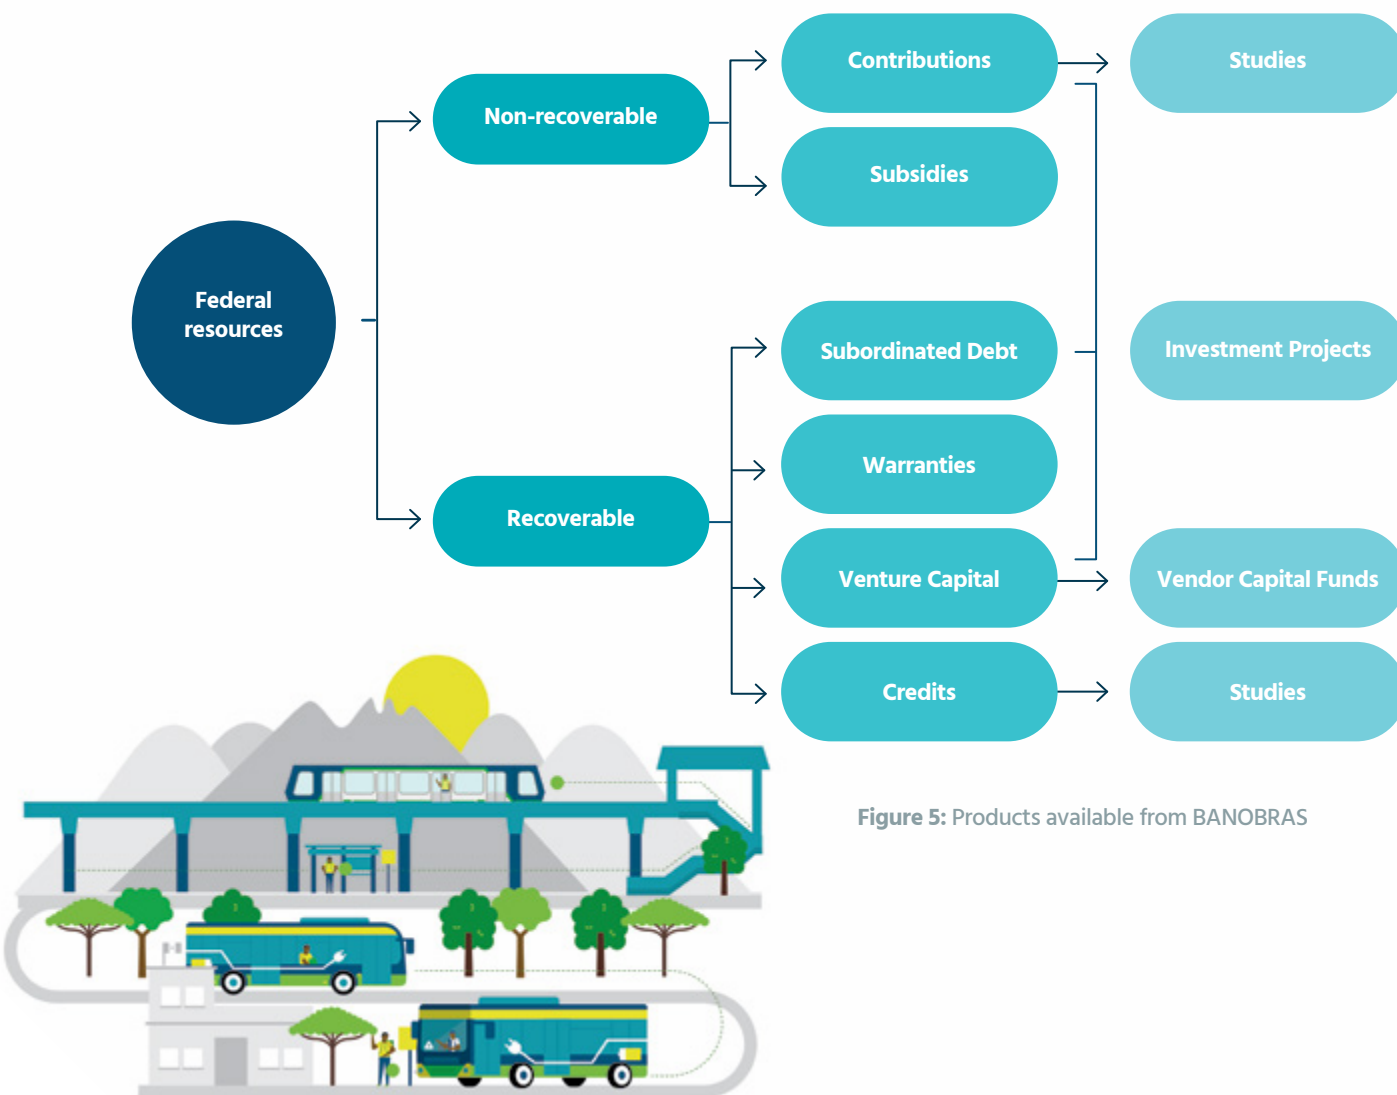 Federal
resources
Non-recoverable
Recoverable
Contributions
Subsidies
Subordinated Debt
Warranties
Venture Capital
Credits
Studies
Investment Projects
Vendor Capital Funds
Studies
Figure 5: Products available from BANOBRAS